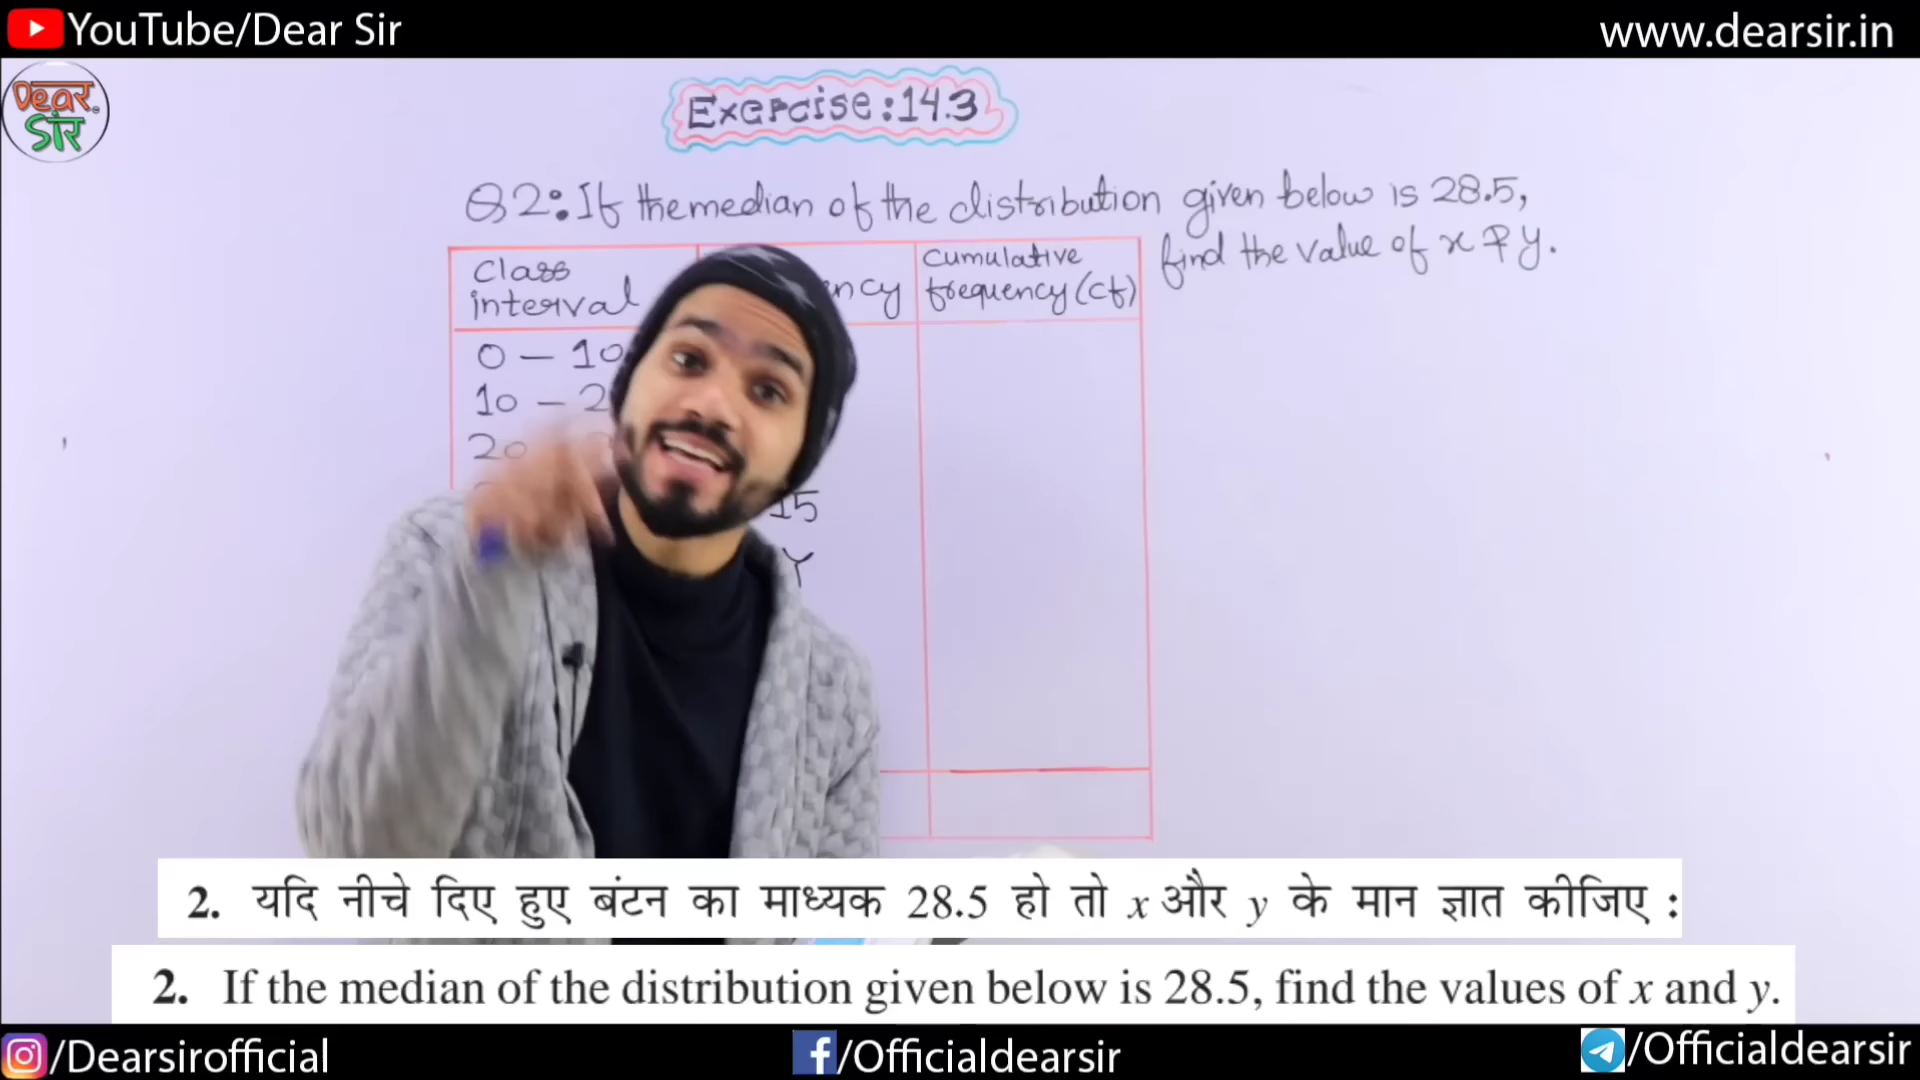 YouTube/Dear Sir
www.dearsir.in
Dear
सर
Exercise:14.3
Q2:. If the median of the distribution given below is 28.5,
find the value of x & y.
Class interval
ncy
Cumulative frequency (cf)
0 – 10
10 – 2
20
15
Y
2. यदि नीचे दिए हुए बंटन का माध्यक 28.5 हो तो x और y के मान ज्ञात कीजिए :
2. If the median of the distribution given below is 28.5, find the values of x and y.
/Dearsirofficial
/Officialdearsir
/Officialdearsir